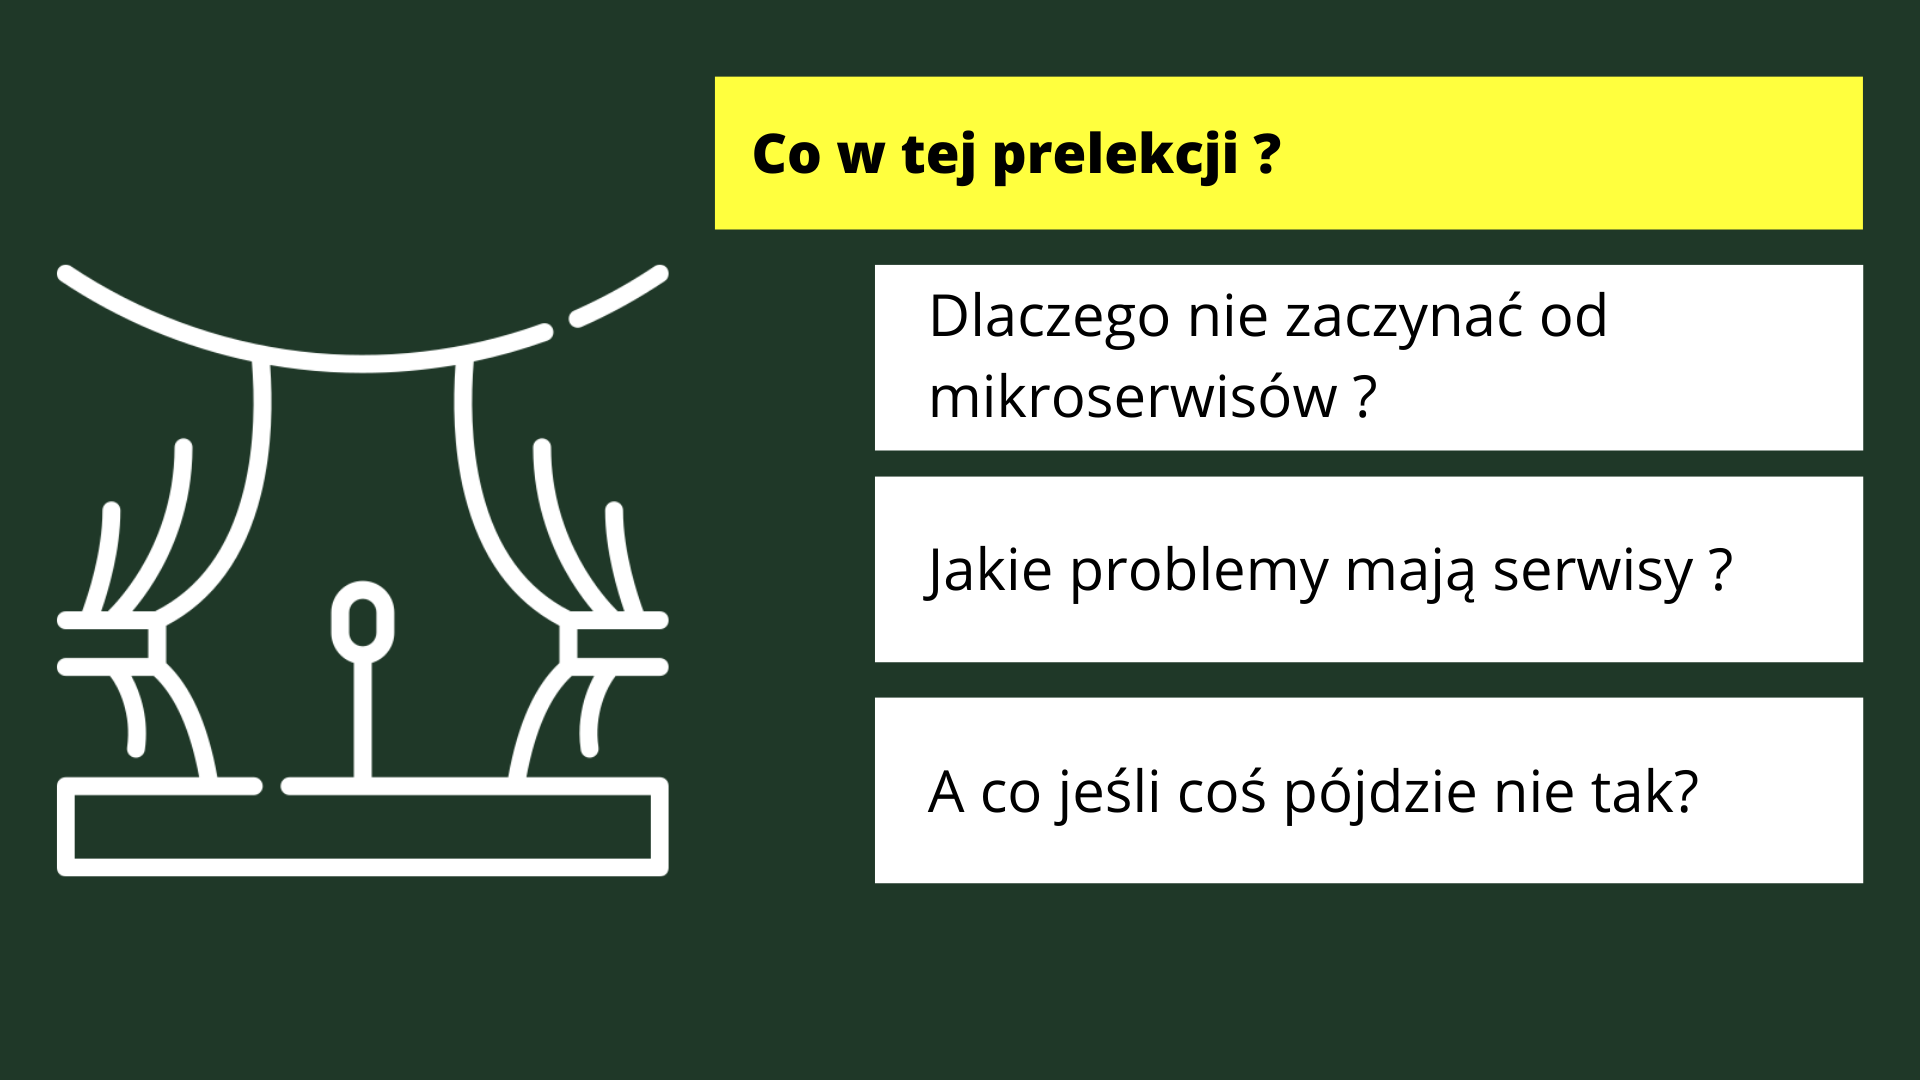 Co w tej prelekcji ?
Dlaczego nie zaczynać od
mikroserwisów ?
Jakie problemy mają serwisy ?
A co jeśli coś pójdzie nie tak?